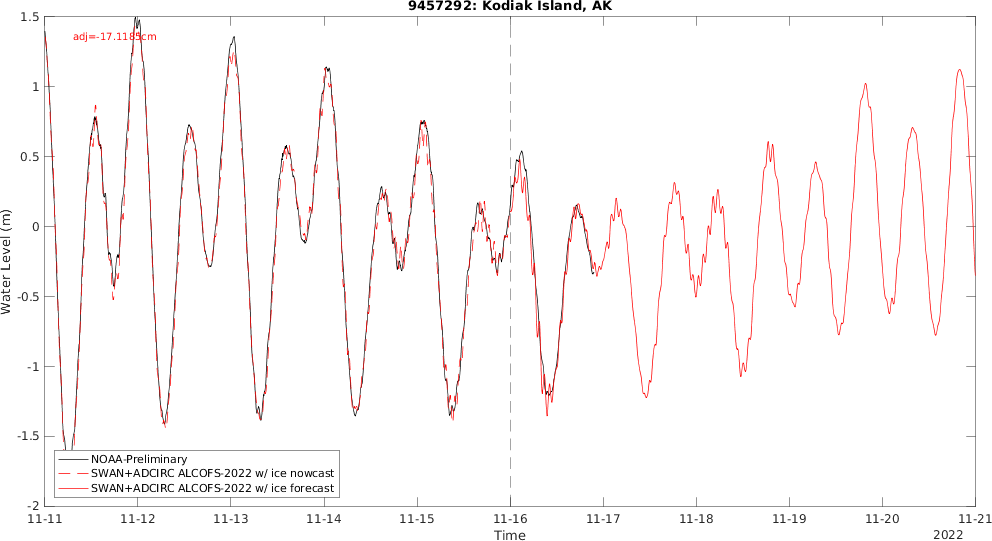 9457292: Kodiak Island, AK
adj=-17.1185cm
1.5
1
0.5
0
-0.5
-1
-1.5
-2
Water Level (m)
NOAA-Preliminary
SWAN+ADCIRC ALCOFS-2022 w/ ice nowcast
SWAN+ADCIRC ALCOFS-2022 w/ ice forecast
11-11 11-12 11-13 11-14 11-15 11-16 11-17 11-18 11-19 11-20 11-21
Time
2022